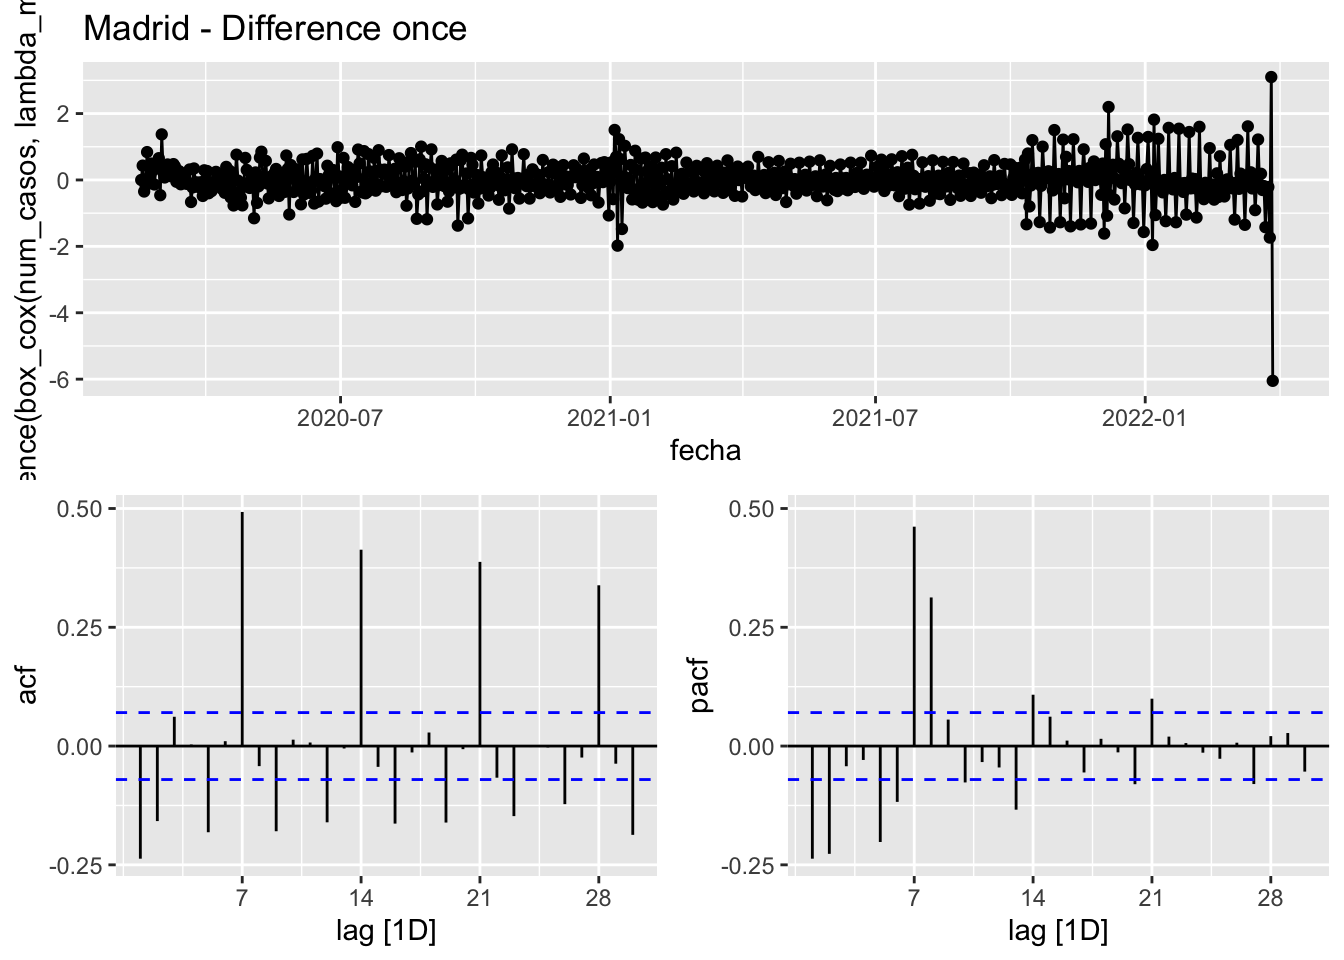 Madrid - Difference once
ence(box_cox(num_casos, lambda_m
2
0
-2
-4
-6
2020-07 2021-01 2021-07 2022-01
fecha
acf
0.50
0.25
0.00
-0.25
7 14 21 28
lag [1D]
pacf
0.50
0.25
0.00
-0.25
7 14 21 28
lag [1D]